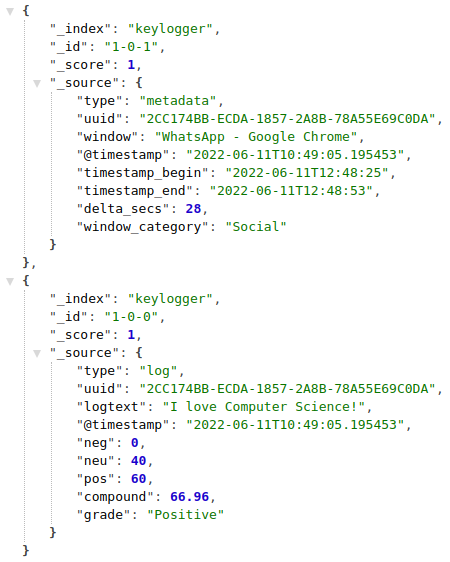 {
"_index": "keylogger",
"_id": "1-0-1",
"_score": 1,
"_source": {
"type": "metadata",
"uuid": "2CC174BB-ECDA-1857-2A8B-78A55E69C0DA",
"window": "WhatsApp - Google Chrome",
"@timestamp": "2022-06-11T10:49:05.195453",
"timestamp_begin": "2022-06-11T12:48:25",
"timestamp_end": "2022-06-11T12:48:53",
"delta_secs": 28,
"window_category": "Social"
}
},
{
"_index": "keylogger",
"_id": "1-0-0",
"_score": 1,
"_source": {
"type": "log",
"uuid": "2CC174BB-ECDA-1857-2A8B-78A55E69C0DA",
"logtext": "I love Computer Science!",
"@timestamp": "2022-06-11T10:49:05.195453",
"neg": 0,
"neu": 40,
"pos": 60,
"compound": 66.96,
"grade": "Positive"
}
}